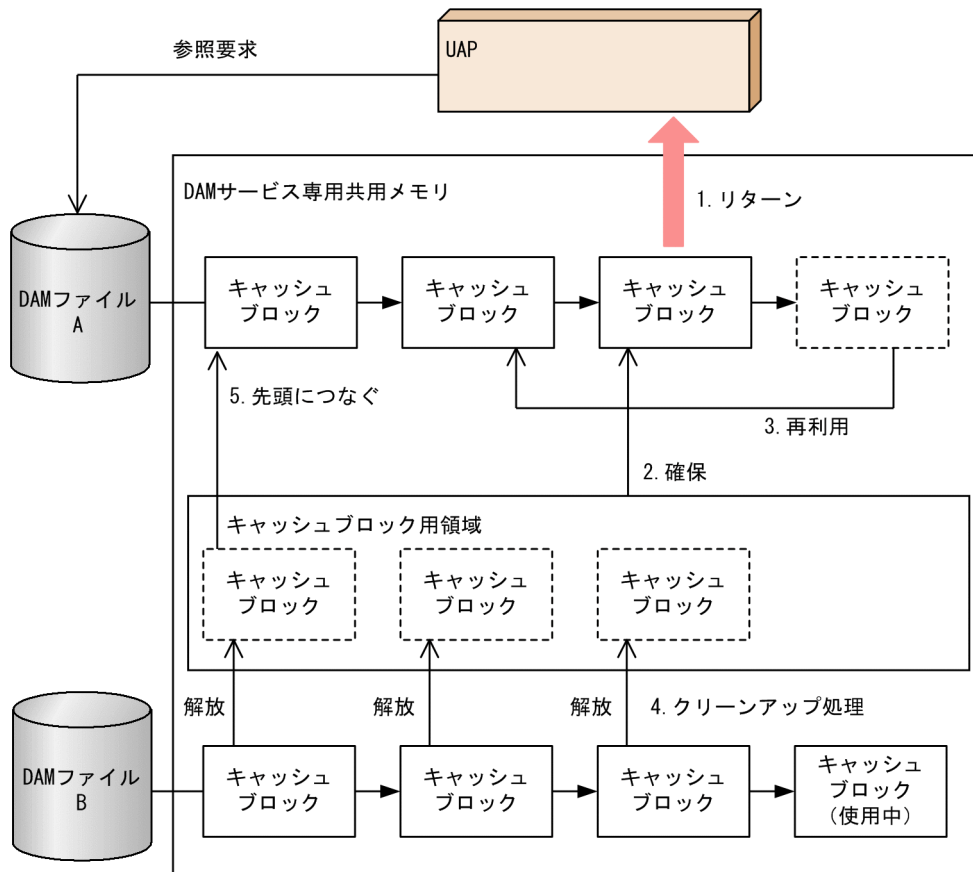 UAP
参照要求
DAMサービス専用共用メモリ
1. リターン
DAMファイル
A
キャッシュ
ブロック
キャッシュ
ブロック
キャッシュ
ブロック
キャッシュ
ブロック
5. 先頭につなぐ
3. 再利用
2. 確保
キャッシュブロック用領域
キャッシュ
ブロック
キャッシュ
ブロック
キャッシュ
ブロック
解放
解放
解放
4. クリーンアップ処理
DAMファイル
B
キャッシュ
ブロック
キャッシュ
ブロック
キャッシュ
ブロック
キャッシュ
ブロック
(使用中)